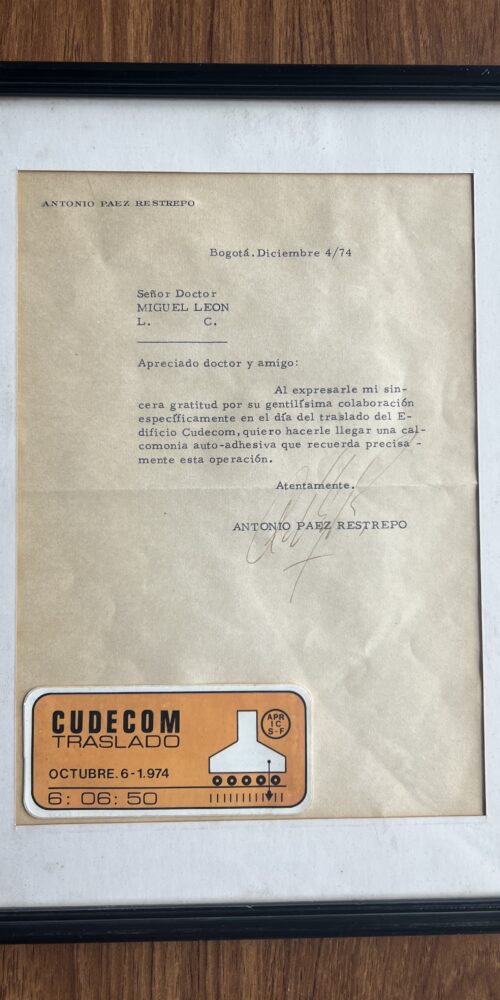 ANTONIO PAEZ RESTREPO
Bogotá.Diciembre 4/74
Señor Doctor
MIGUEL LEON
L. C.
Apreciado doctor y amigo:
Al expresarle mi sin-
cera gratitud por su gentilísima colaboración
específicamente en el día del traslado del E-
dificio Cudecom,quiero hacerle llegar una cal-
comonia auto-adhesiva que recuerda precisa-
mente esta operación.
Atentamente.
ANTONIO PAEZ RESTREPO
CUDECOM
TRASLADO
APR
IC
S-F
OCTUBRE.6-1.974
6: 06: 50